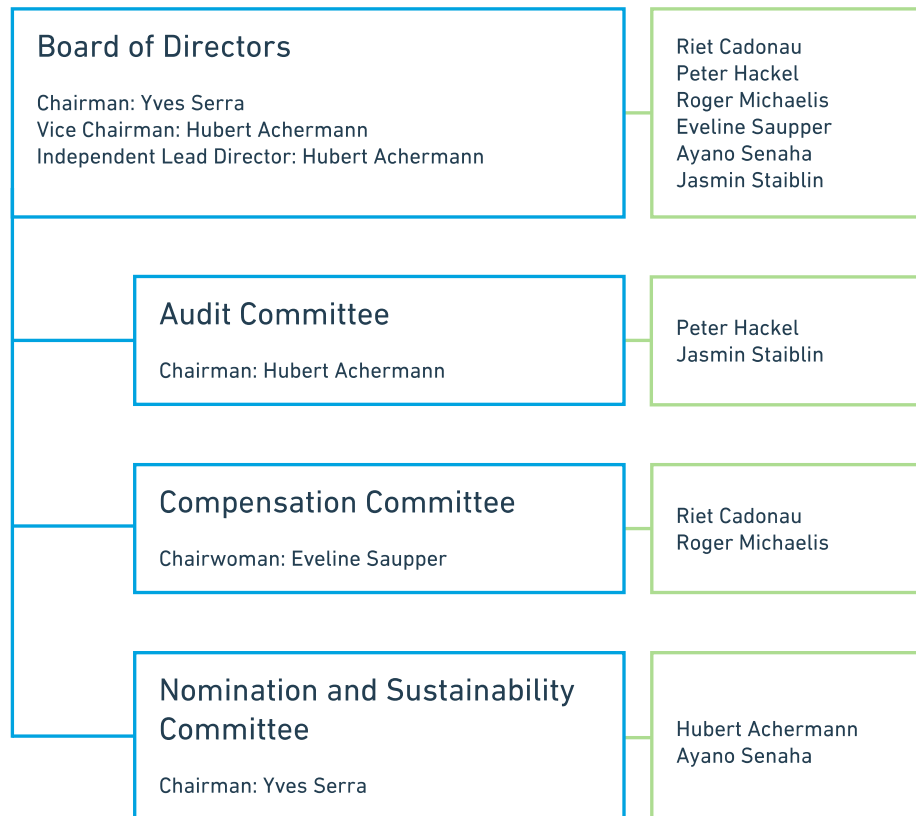 Board of Directors
Chairman: Yves Serra
Vice Chairman: Hubert Achermann
Independent Lead Director: Hubert Achermann
Riet Cadonau
Peter Hackel
Roger Michaelis
Eveline Saupper
Ayano Senaha
Jasmin Staiblin
Audit Committee
Chairman: Hubert Achermann
Peter Hackel
Jasmin Staiblin
Compensation Committee
Chairwoman: Eveline Saupper
Riet Cadonau
Roger Michaelis
Nomination and Sustainability
Committee
Chairman: Yves Serra
Hubert Achermann
Ayano Senaha